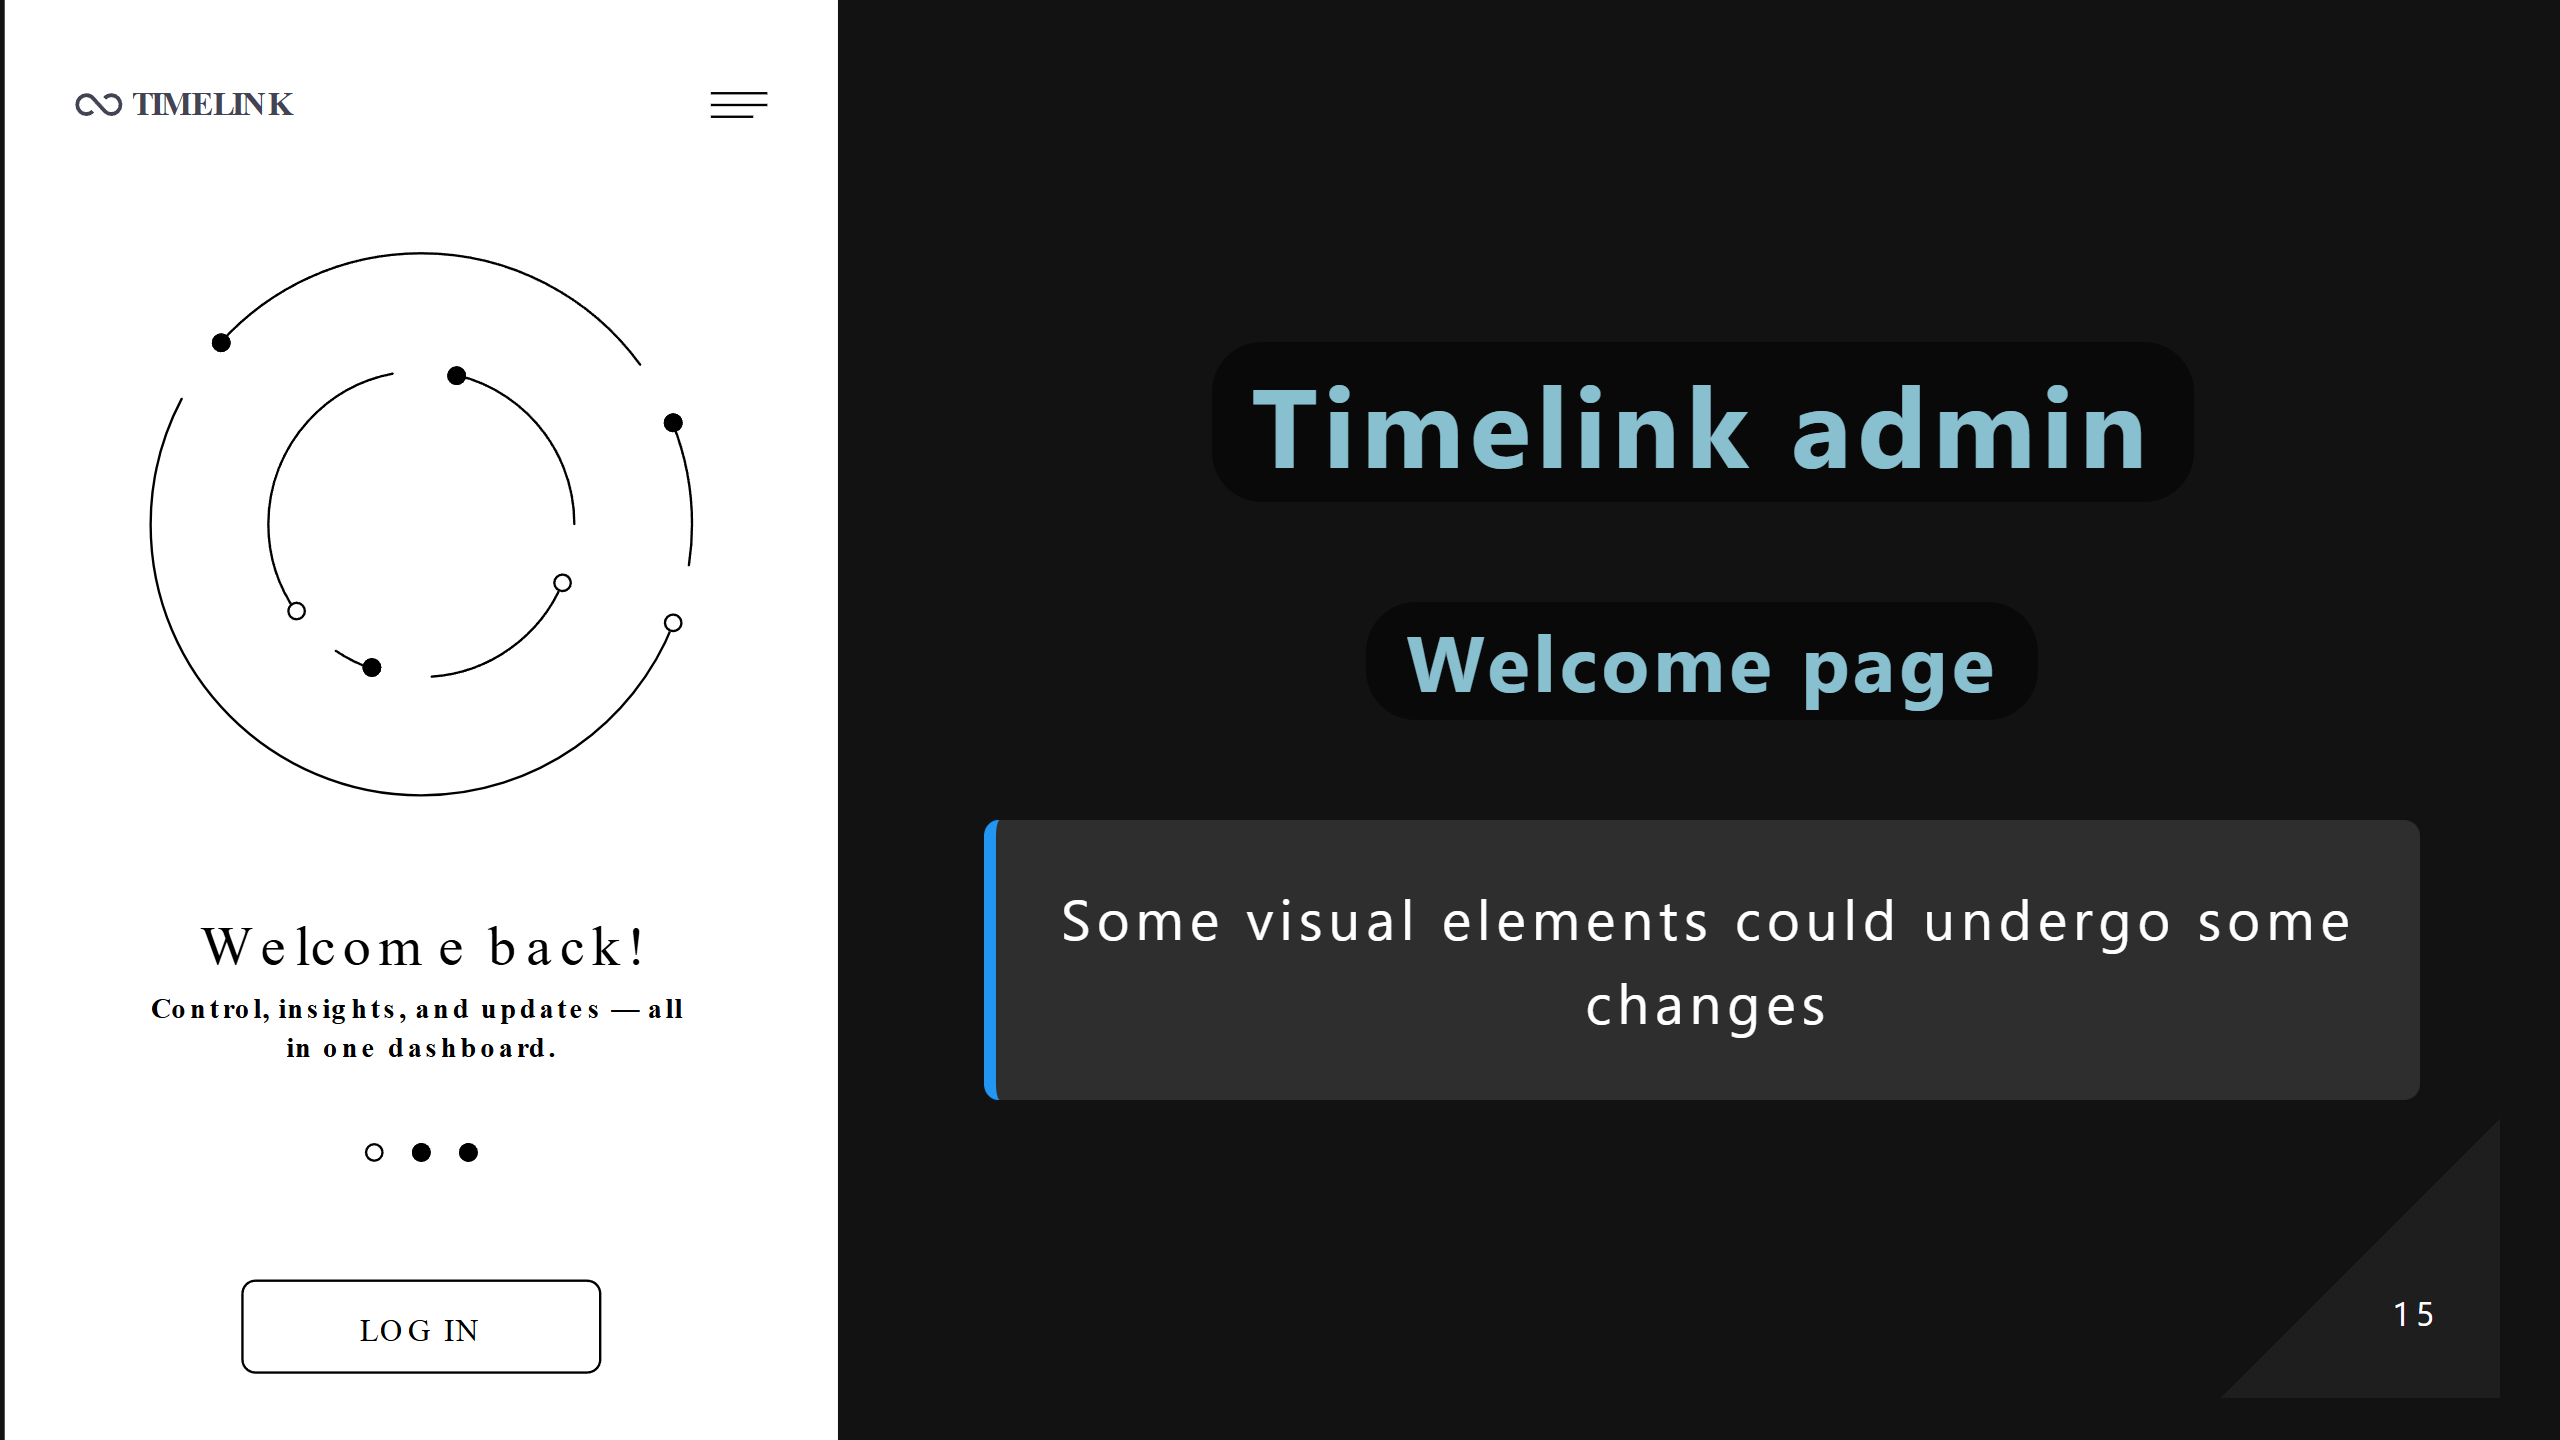 TIMELINK
Welcome back!
Control, insights, and updates — all
in one dashboard.
LOG IN
Timelink admin
Welcome page
Some visual elements could undergo some
changes
15